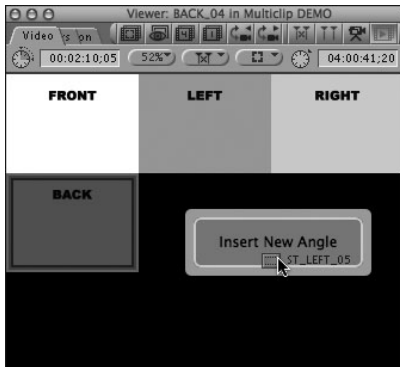 Viewer: BACK_04 in Multiclip DEMO
Video
00:02:10;05 52% 04:00:41;20
FRONT LEFT RIGHT
BACK
Insert New Angle
ST_LEFT_05